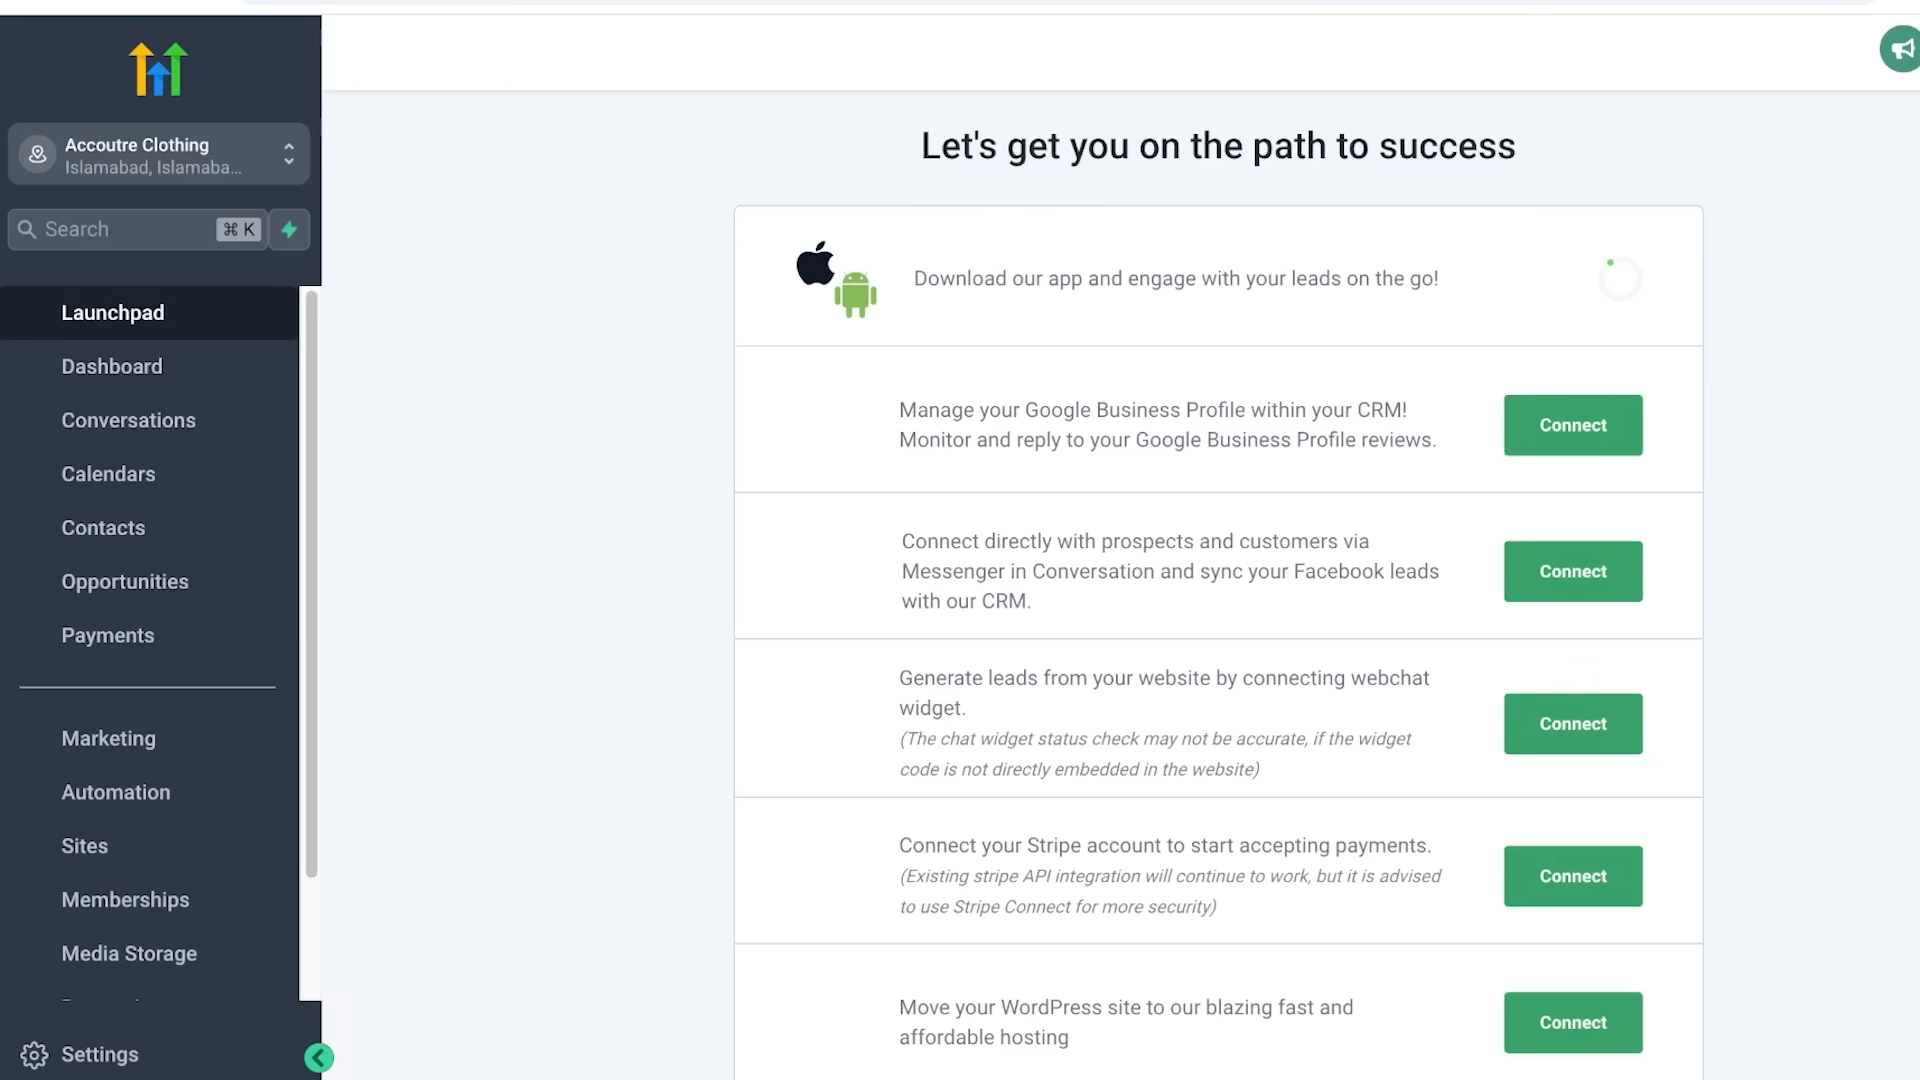 Accoutre Clothing
Islamabad, Islamaba...
Search
⌘ K
Launchpad
Dashboard
Conversations
Calendars
Contacts
Opportunities
Payments
Marketing
Automation
Sites
Memberships
Media Storage
Settings
Let's get you on the path to success
Download our app and engage with your leads on the go!
Manage your Google Business Profile within your CRM!
Monitor and reply to your Google Business Profile reviews.
Connect
Connect directly with prospects and customers via
Messenger in Conversation and sync your Facebook leads
with our CRM.
Connect
Generate leads from your website by connecting webchat
widget.
(The chat widget status check may not be accurate, if the widget
code is not directly embedded in the website)
Connect
Connect your Stripe account to start accepting payments.
(Existing stripe API integration will continue to work, but it is advised
to use Stripe Connect for more security)
Connect
Move your WordPress site to our blazing fast and
affordable hosting
Connect